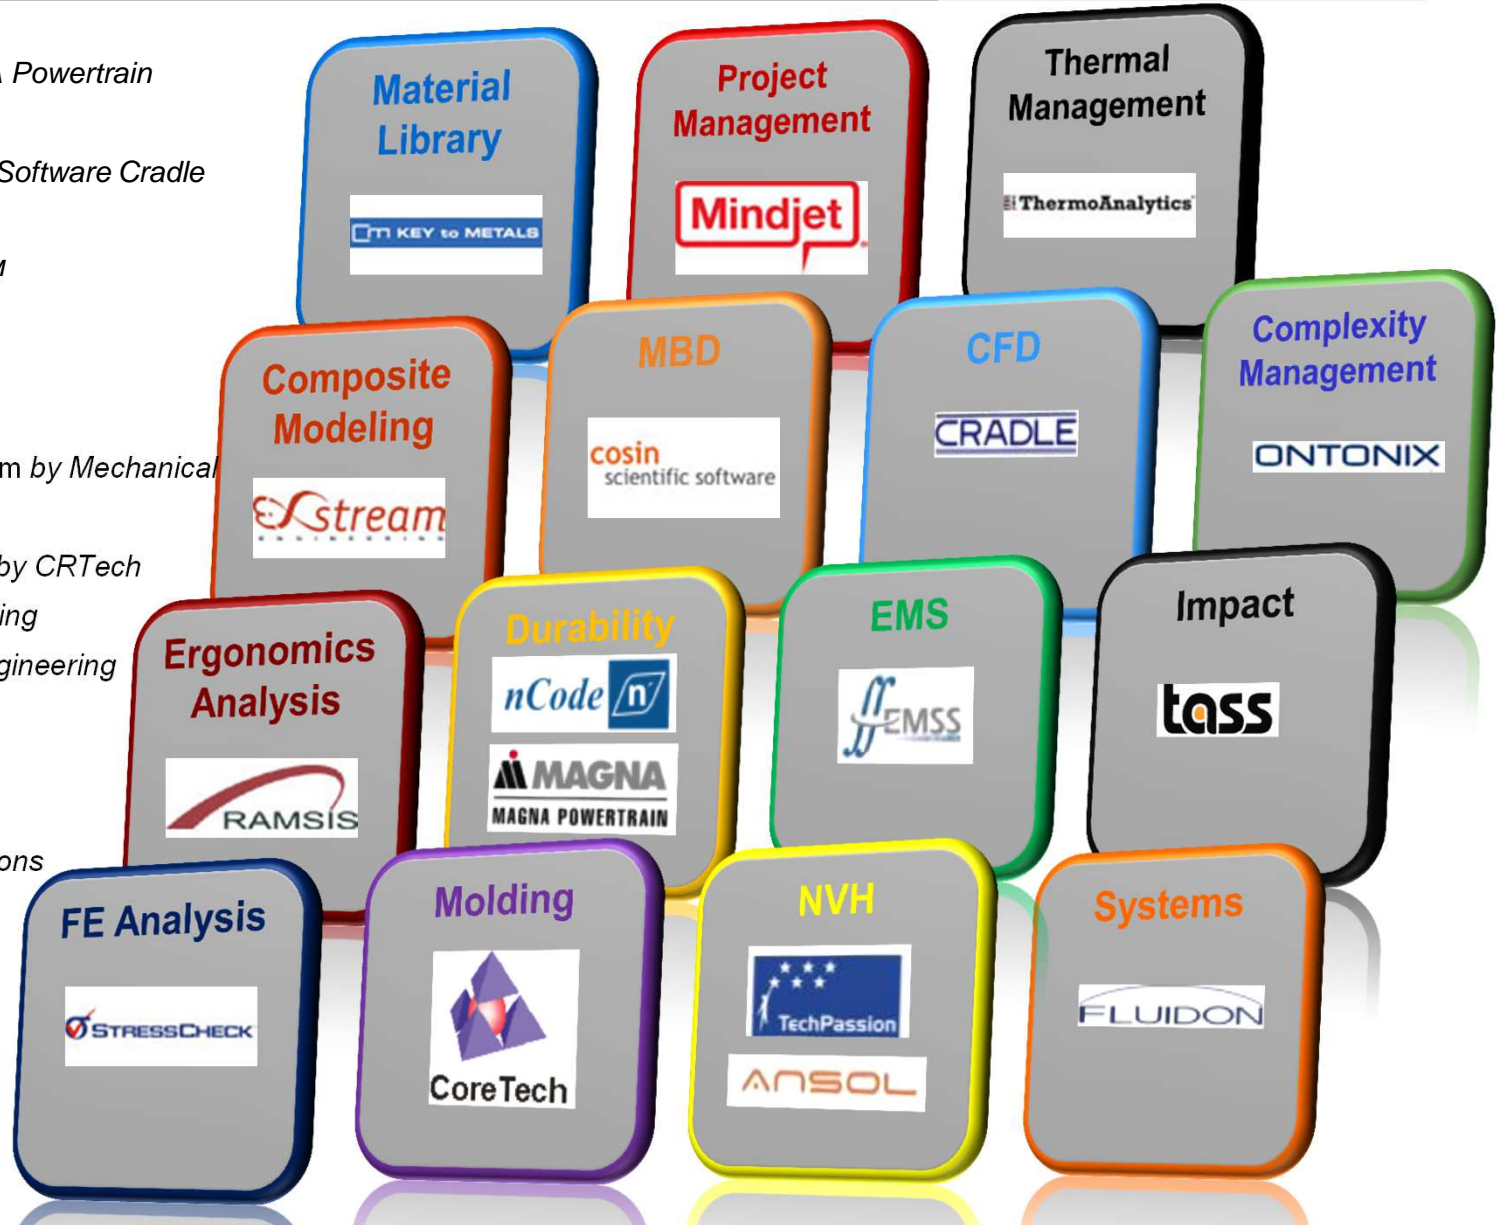 Powertrain
Software Cradle
m by Mechanical
by CRTech
ing
gineering
ons
Material
Library
KEY to METALS
Project
Management
Mindjet
Thermal
Management
ThermoAnalytics
Composite
Modeling
eXstream
ENGINEERING
MBD
cosin
scientific software
CFD
CRADLE
Complexity
Management
ONTONIX
Ergonomics
Analysis
RAMSIS
Durability
nCode n
MAGNA
MAGNA POWERTRAIN
EMS
EMSS
Impact
tass
FE Analysis
STRESSCHECK
Molding
CoreTech
NVH
TechPassion
ANSOL
Systems
FLUIDON